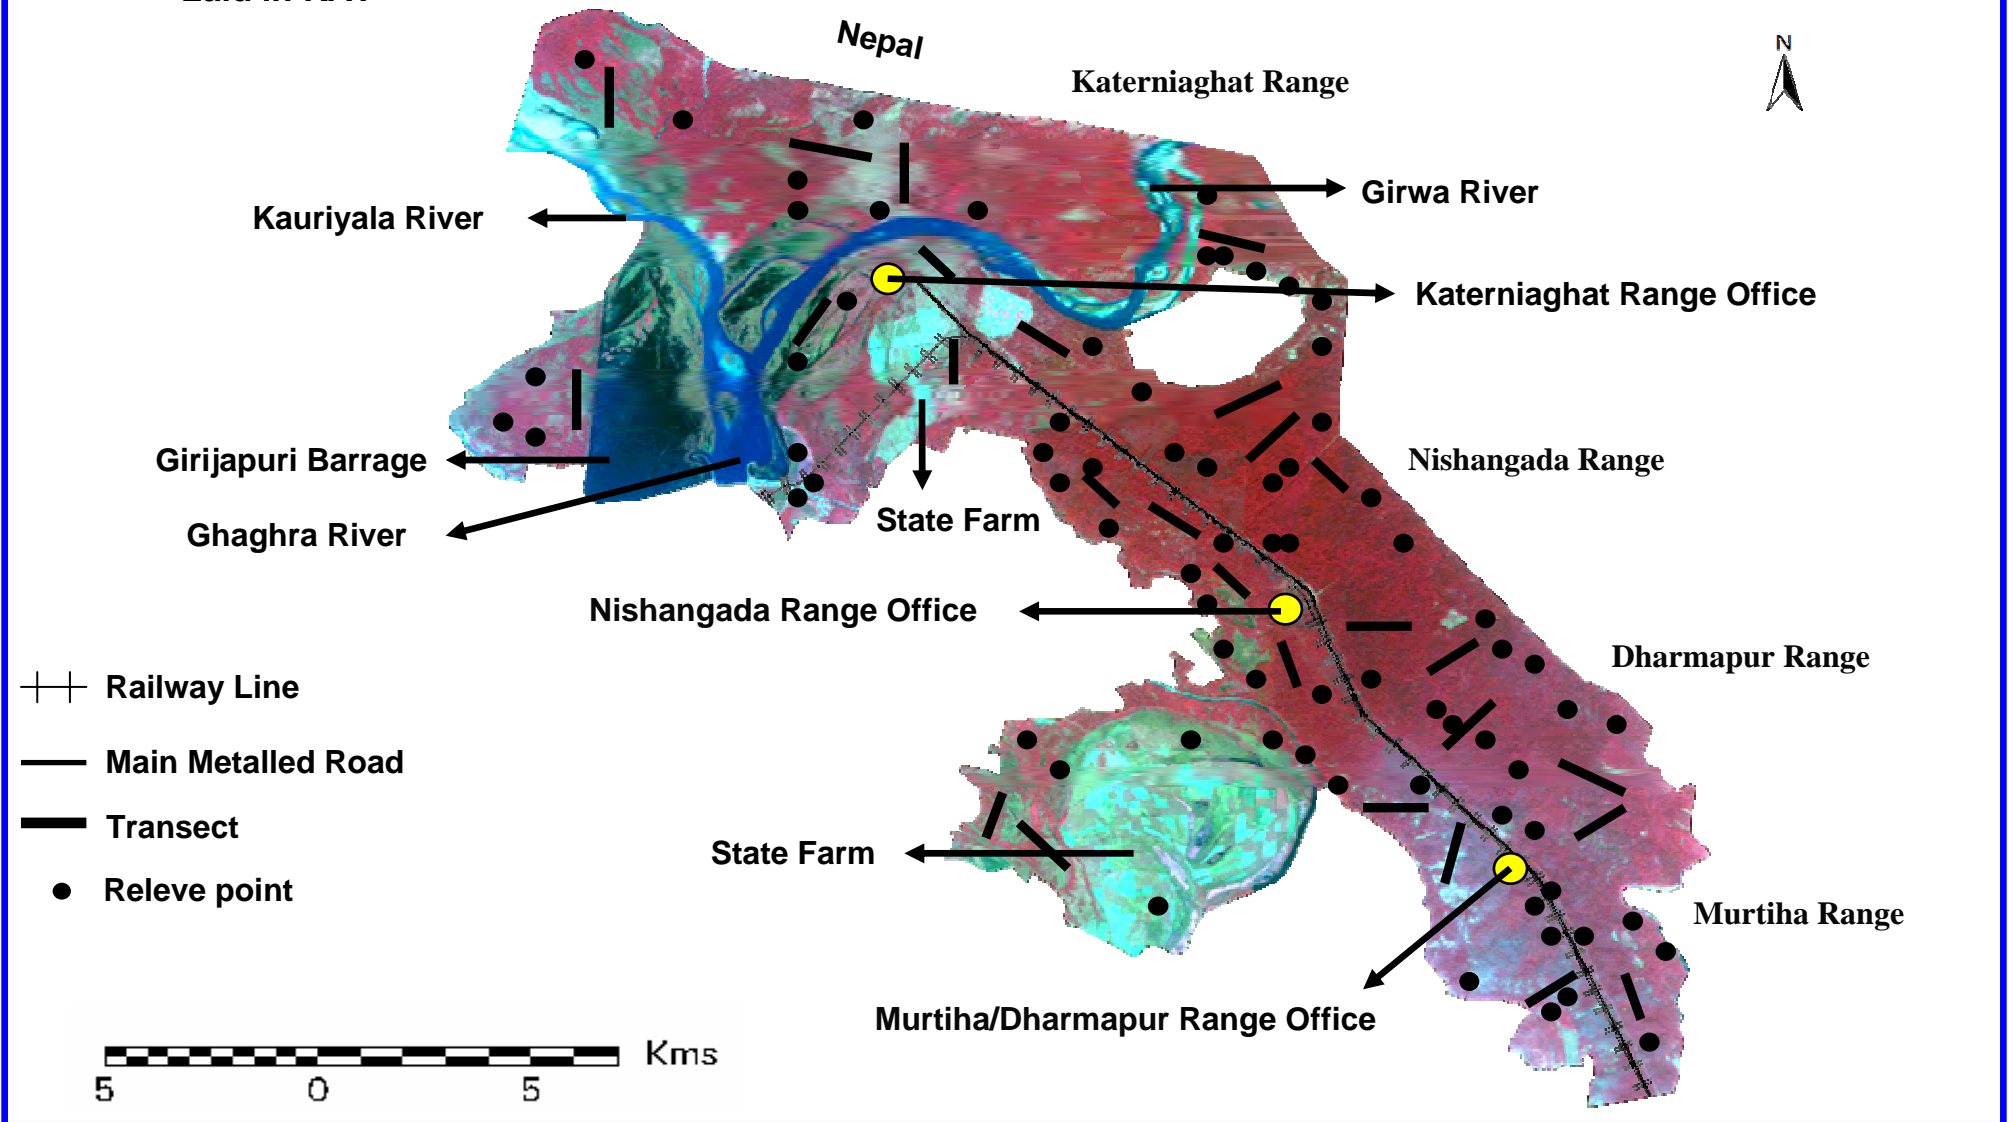 Nepal
N
Katerniaghat Range
Girwa River
Kauriyala River
Katerniaghat Range Office
Girijapuri Barrage
Nishangada Range
State Farm
Ghaghra River
Nishangada Range Office
Dharmapur Range
Railway Line
Main Metalled Road
Transect
State Farm
Releve point
Murtiha Range
Murtiha/Dharmapur Range Office
Kms
5 0 5